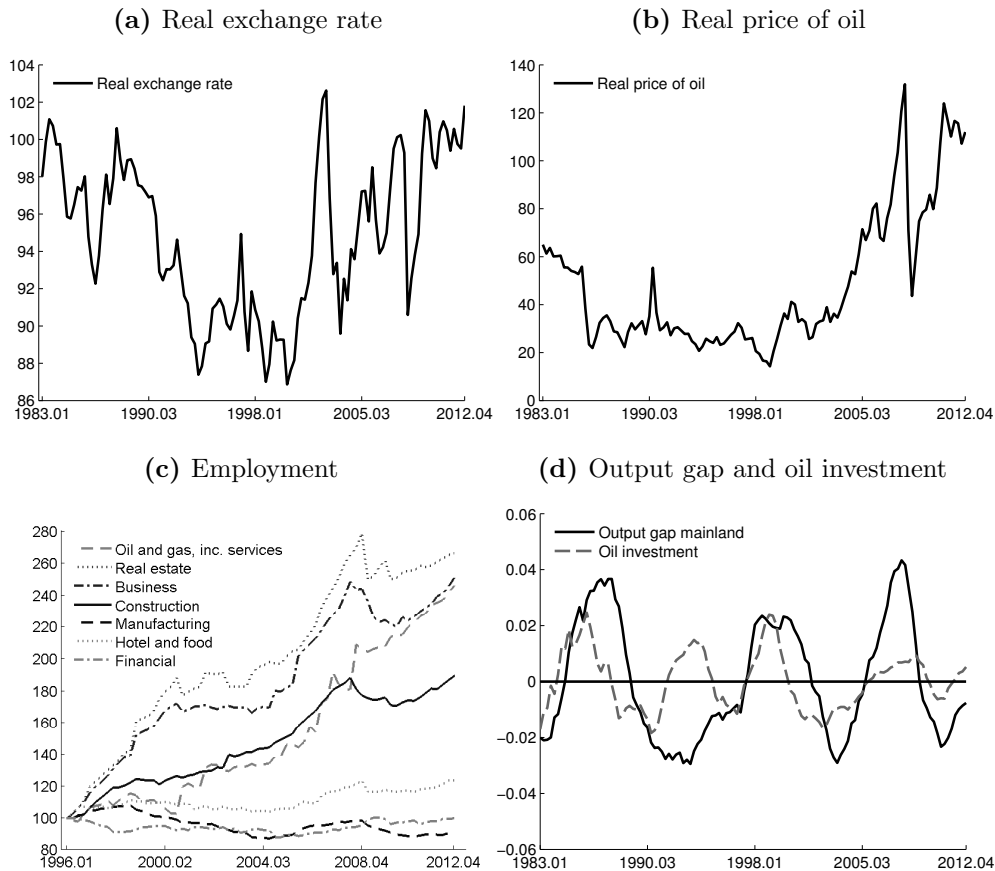 (a) Real exchange rate
104
102
100
98
96
94
92
90
88
86
Real exchange rate
1983.01 1990.03 1998.01 2005.03 2012.04
(b) Real price of oil
140
120
100
80
60
40
20
0
Real price of oil
1983.01 1990.03 1998.01 2005.03 2012.04
(c) Employment
280
260
240
220
200
180
160
140
120
100
80
Oil and gas, inc. services
Real estate
Business
Construction
Manufacturing
Hotel and food
Financial
1996.01 2000.02 2004.03 2008.04 2012.04
(d) Output gap and oil investment
0.06
0.04
0.02
0
−0.02
−0.04
−0.06
Output gap mainland
Oil investment
1983.01 1990.03 1998.01 2005.03 2012.04